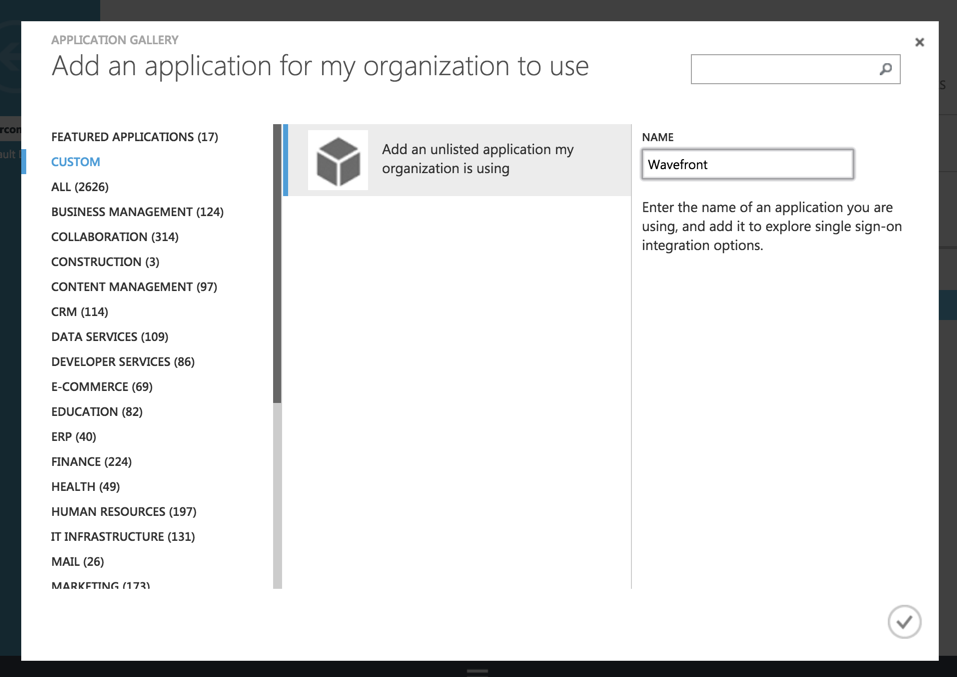 APPLICATION GALLERY
Add an application for my organization to use
FEATURED APPLICATIONS (17)
CUSTOM
ALL (2626)
BUSINESS MANAGEMENT (124)
COLLABORATION (314)
CONSTRUCTION (3)
CONTENT MANAGEMENT (97)
CRM (114)
DATA SERVICES (109)
DEVELOPER SERVICES (86)
E-COMMERCE (69)
EDUCATION (82)
ERP (40)
FINANCE (224)
HEALTH (49)
HUMAN RESOURCES (197)
IT INFRASTRUCTURE (131)
MAIL (26)
MARKETING (173)
Add an unlisted application my
organization is using
NAME
Wavefront
Enter the name of an application you are
using, and add it to explore single sign-on
integration options.